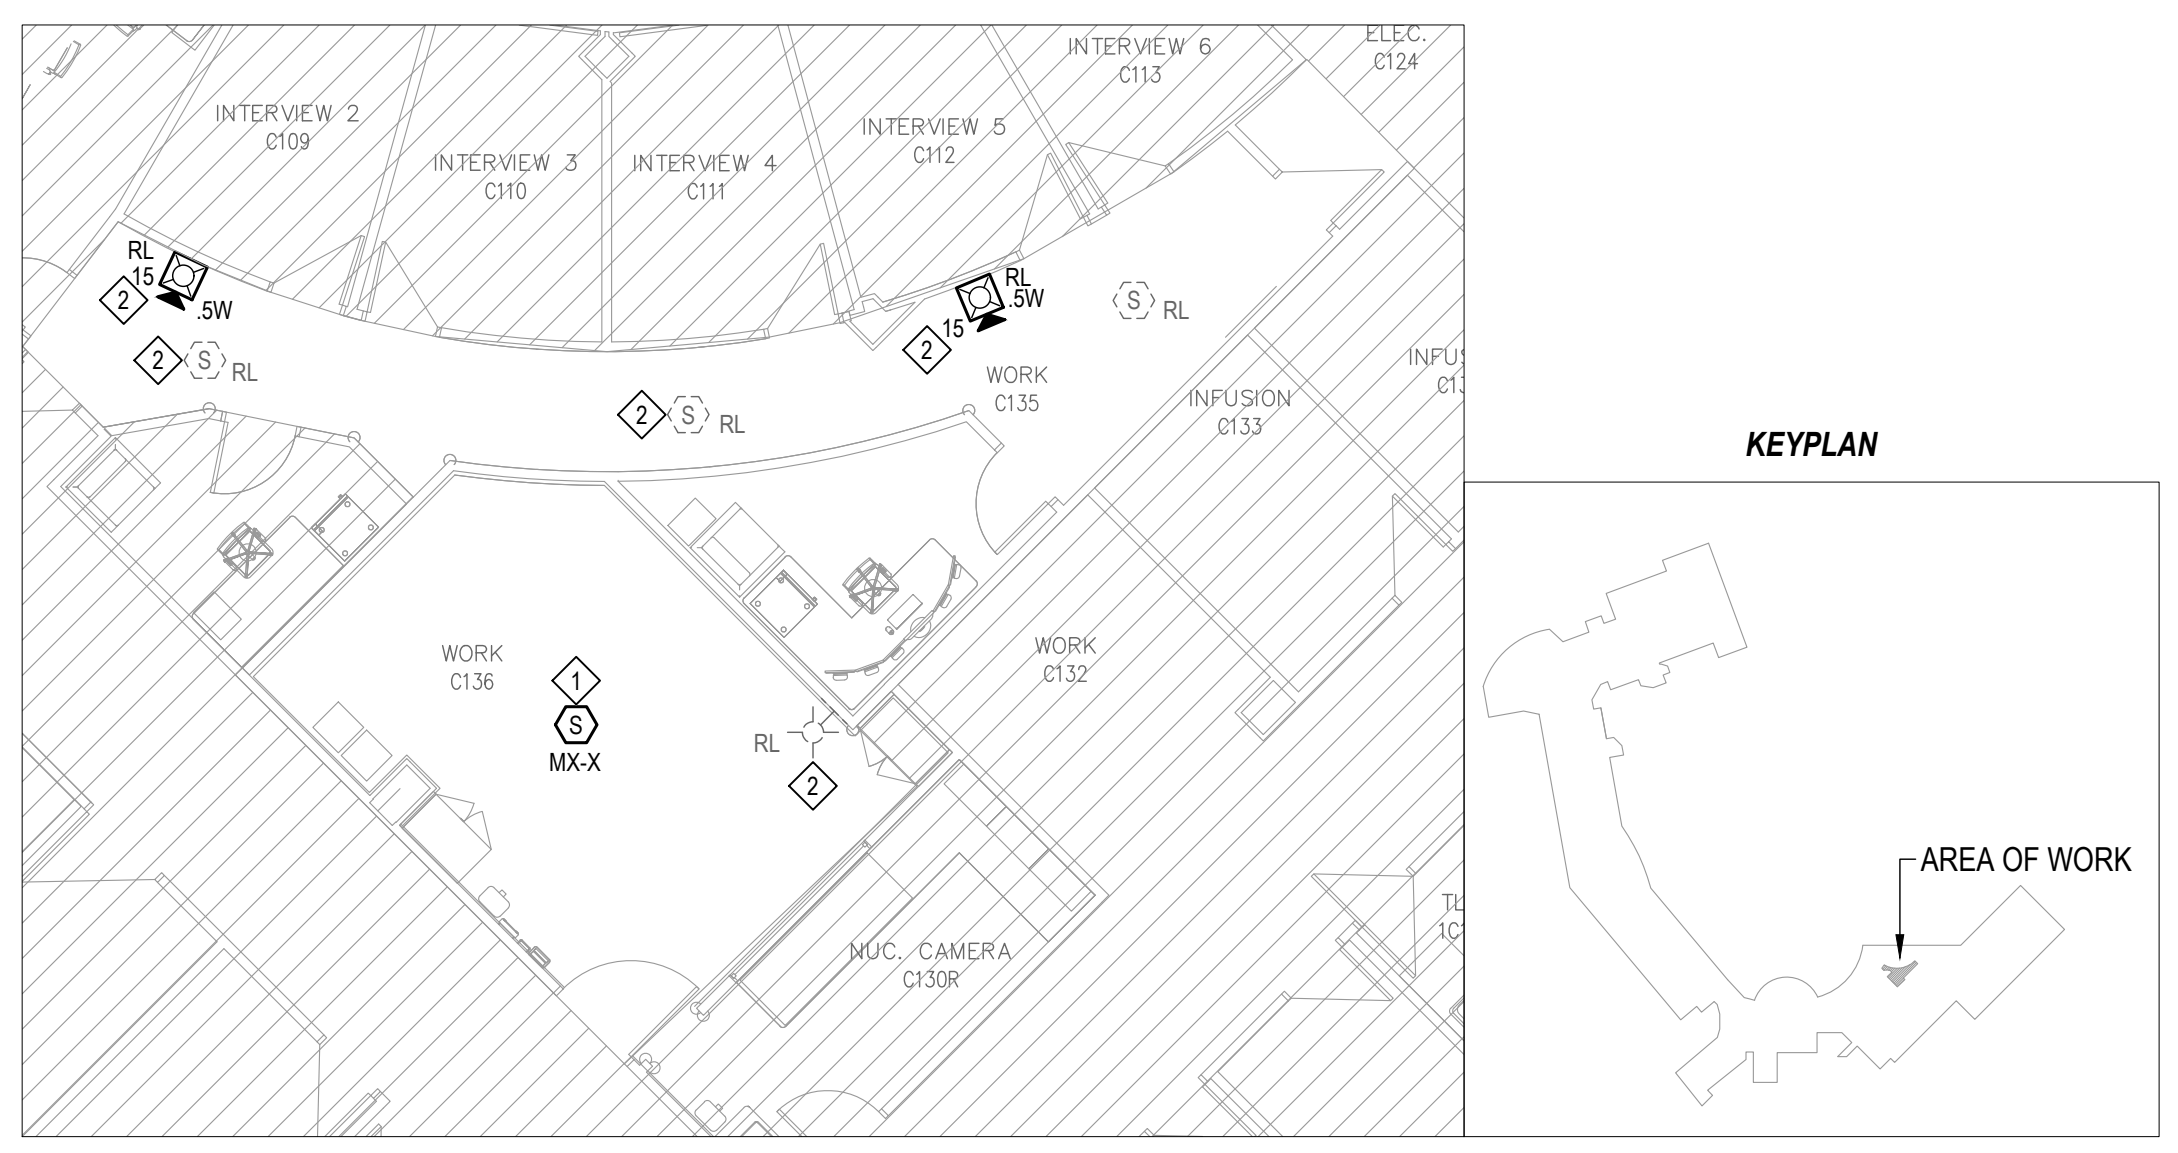 ELEC.
C124
INTERVIEW 6
C113
INTERVIEW 2
C109
INTERVIEW 5
C112
INTERVIEW 3
C110
INTERVIEW 4
C111
RL
15
2
.5W
RL
.5W
15
2
S
RL
2
S
RL
2
S
RL
WORK
C135
INFUSION
C133
KEYPLAN
WORK
C136
1
S
MX-X
WORK
C132
RL
2
AREA OF WORK
NUC. CAMERA
C130R